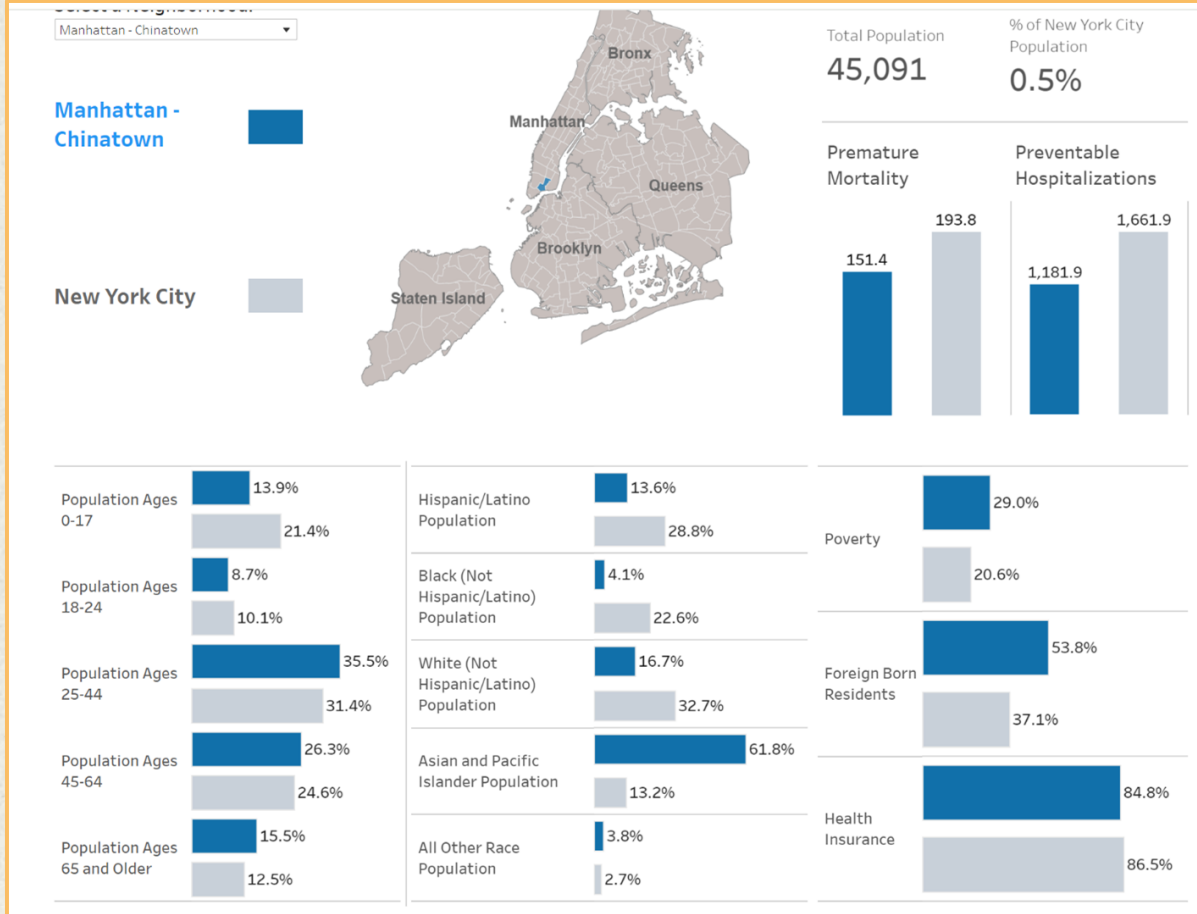 Manhattan - Chinatown
Manhattan -
Chinatown
New York City
Bronx
Manhattan
Queens
Brooklyn
Staten Island
Total Population
45,091
% of New York City
Population
0.5%
Premature
Mortality
151.4
193.8
Preventable
Hospitalizations
1,181.9
1,661.9
Population Ages
0-17
13.9%
21.4%
Population Ages
18-24
8.7%
10.1%
Population Ages
25-44
35.5%
31.4%
Population Ages
45-64
26.3%
24.6%
Population Ages
65 and Older
15.5%
12.5%
Hispanic/Latino
Population
13.6%
28.8%
Black (Not
Hispanic/Latino)
Population
4.1%
22.6%
White (Not
Hispanic/Latino)
Population
16.7%
32.7%
Asian and Pacific
Islander Population
61.8%
13.2%
All Other Race
Population
3.8%
2.7%
Poverty
29.0%
20.6%
Foreign Born
Residents
53.8%
37.1%
Health
Insurance
84.8%
86.5%